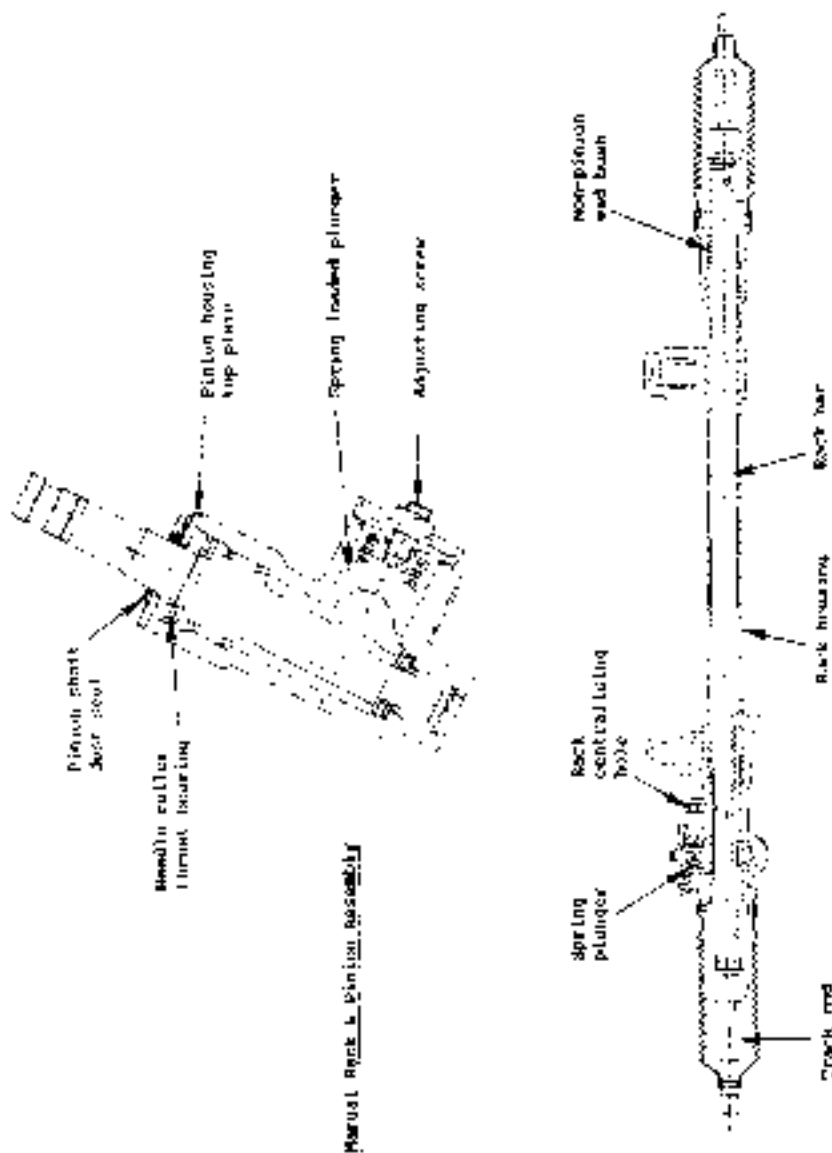 Pinion shaft
dust seal
Needle roller
thrust bearing
Pinion housing
top plate
Spring loaded plunger
Adjusting screw
Manual Rack & Pinion Assembly
Spring
plunger
Rack
centralising
hole
Non-pinion
end bush
Track rod
Rack housing
Rack bar